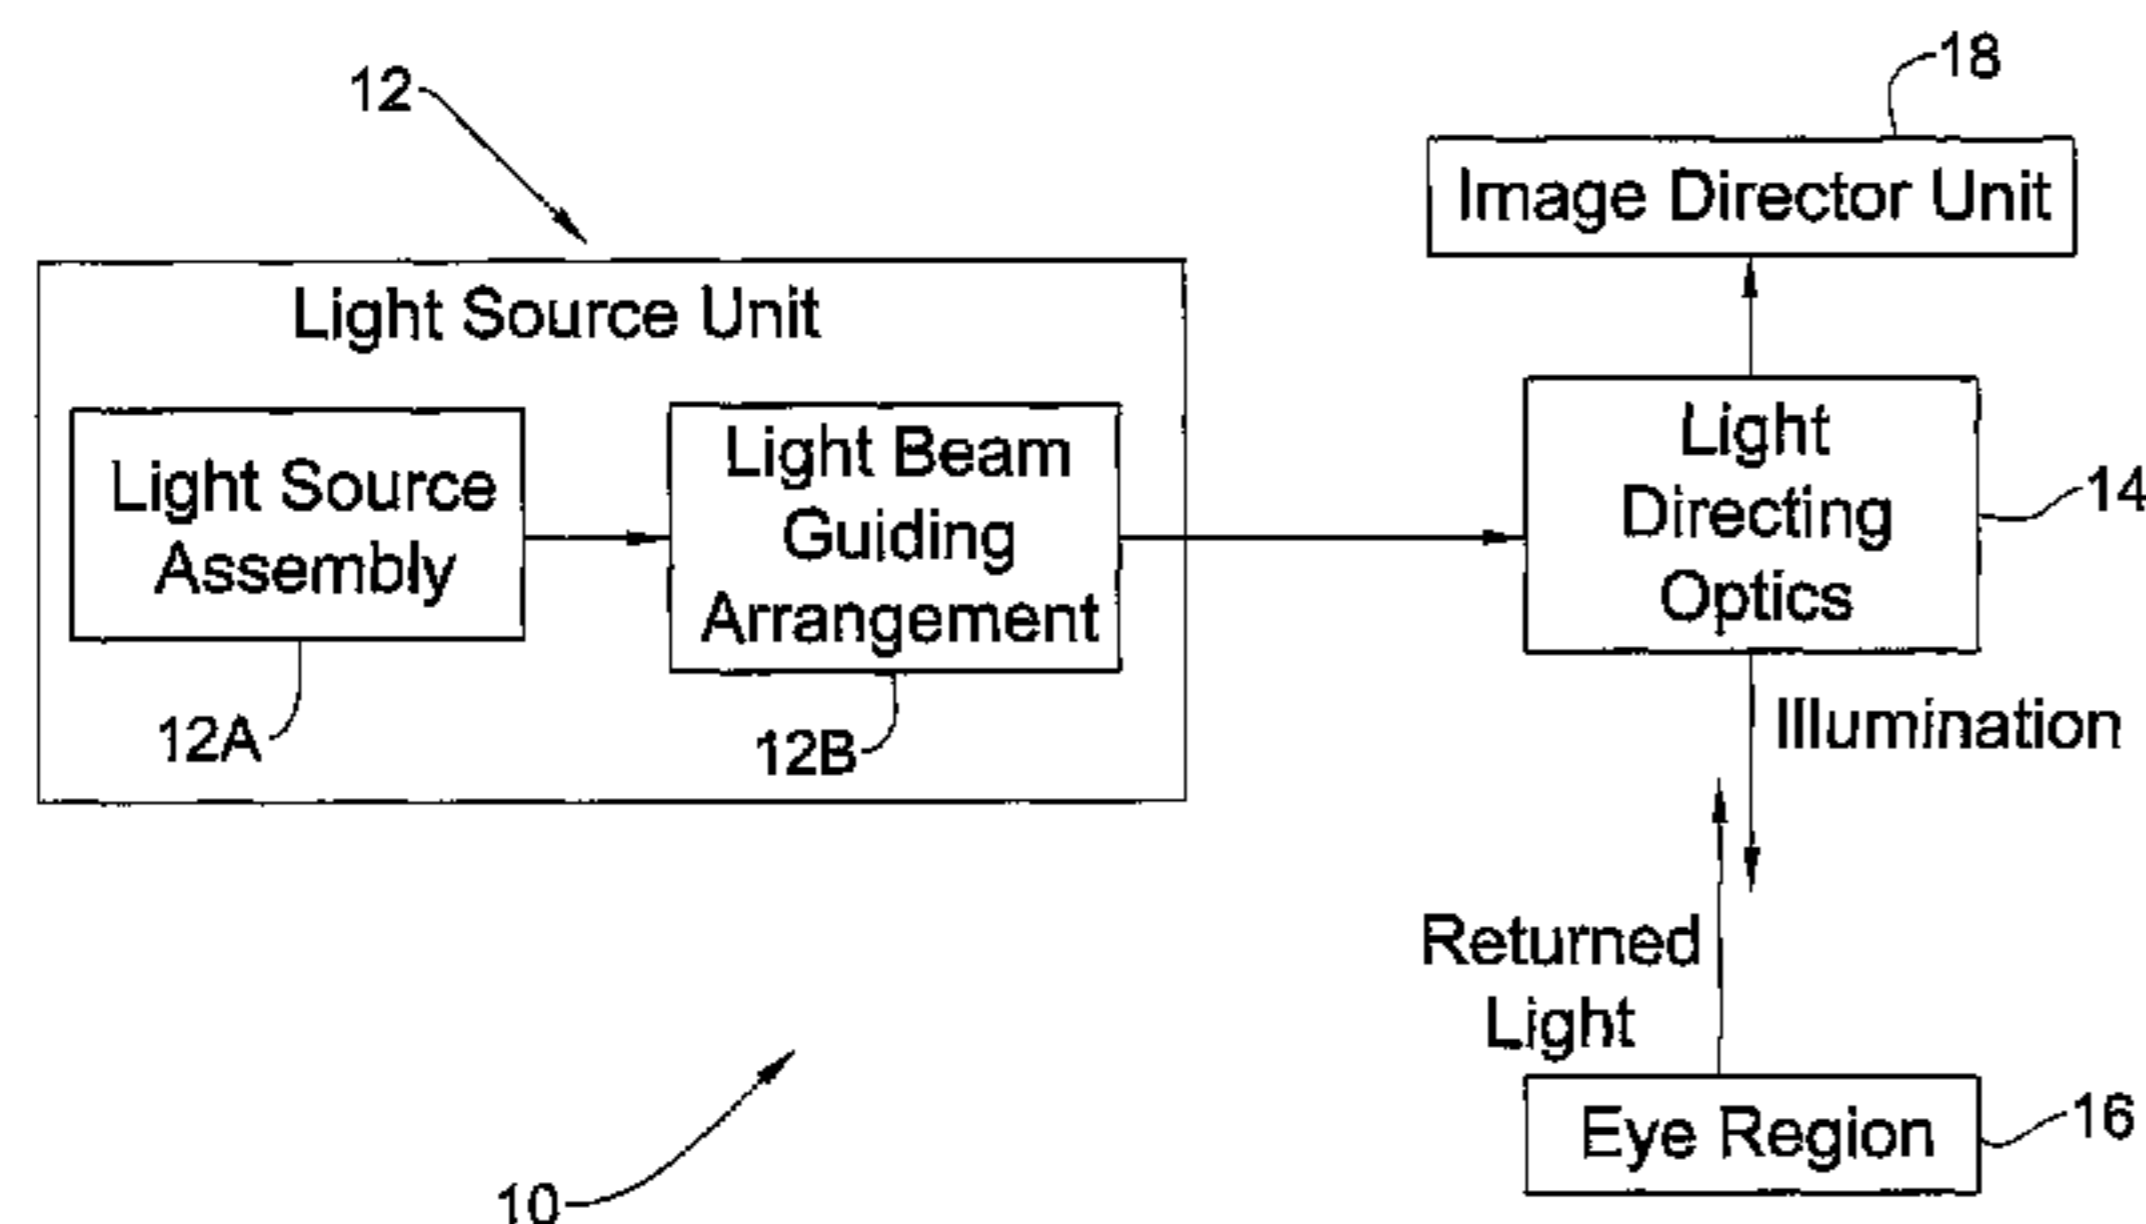 12
18
Image Director Unit
Light Source Unit
Light Source
Assembly
Light Beam
Guiding
Arrangement
Light
Directing
Optics
14
12A
12B
Illumination
Returned
Light
Eye Region
16
10